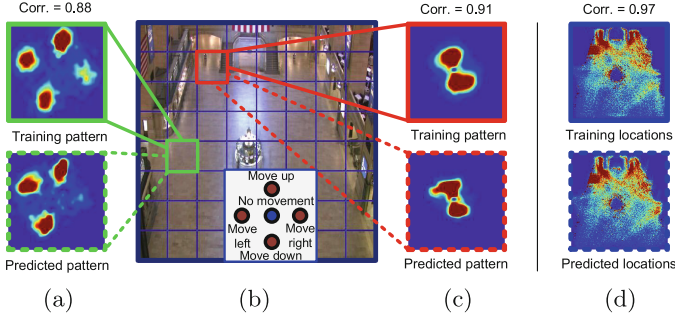 Corr. = 0.88
Corr. = 0.91
Corr. = 0.97
Training pattern
Training pattern
Training locations
Move up
No movement
Move
left
Move
right
Move down
Predicted pattern
Predicted pattern
Predicted locations
(a)
(b)
(c)
(d)